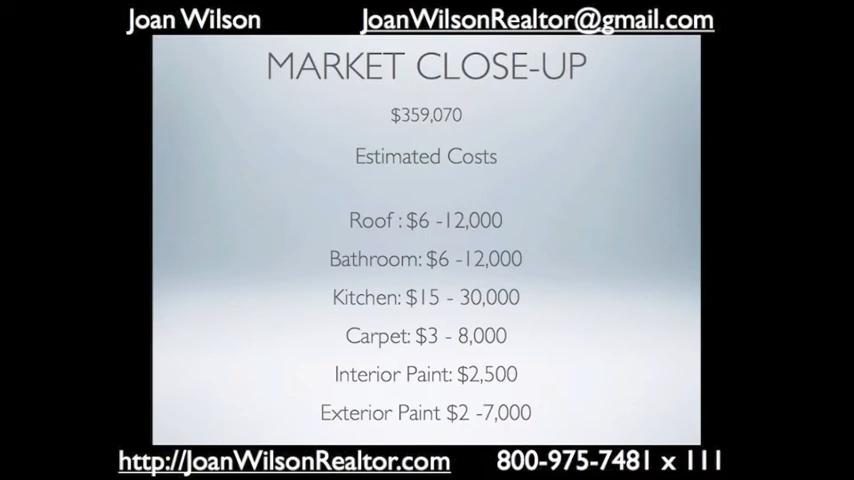 Joan Wilson
JoanWilsonRealtor@gmail.com
MARKET CLOSE-UP
$359,070
Estimated Costs
Roof : $6 -12,000
Bathroom: $6 -12,000
Kitchen: $15 - 30,000
Carpet: $3 - 8,000
Interior Paint: $2,500
Exterior Paint $2 -7,000
http://JoanWilsonRealtor.com
800-975-7481 x 111